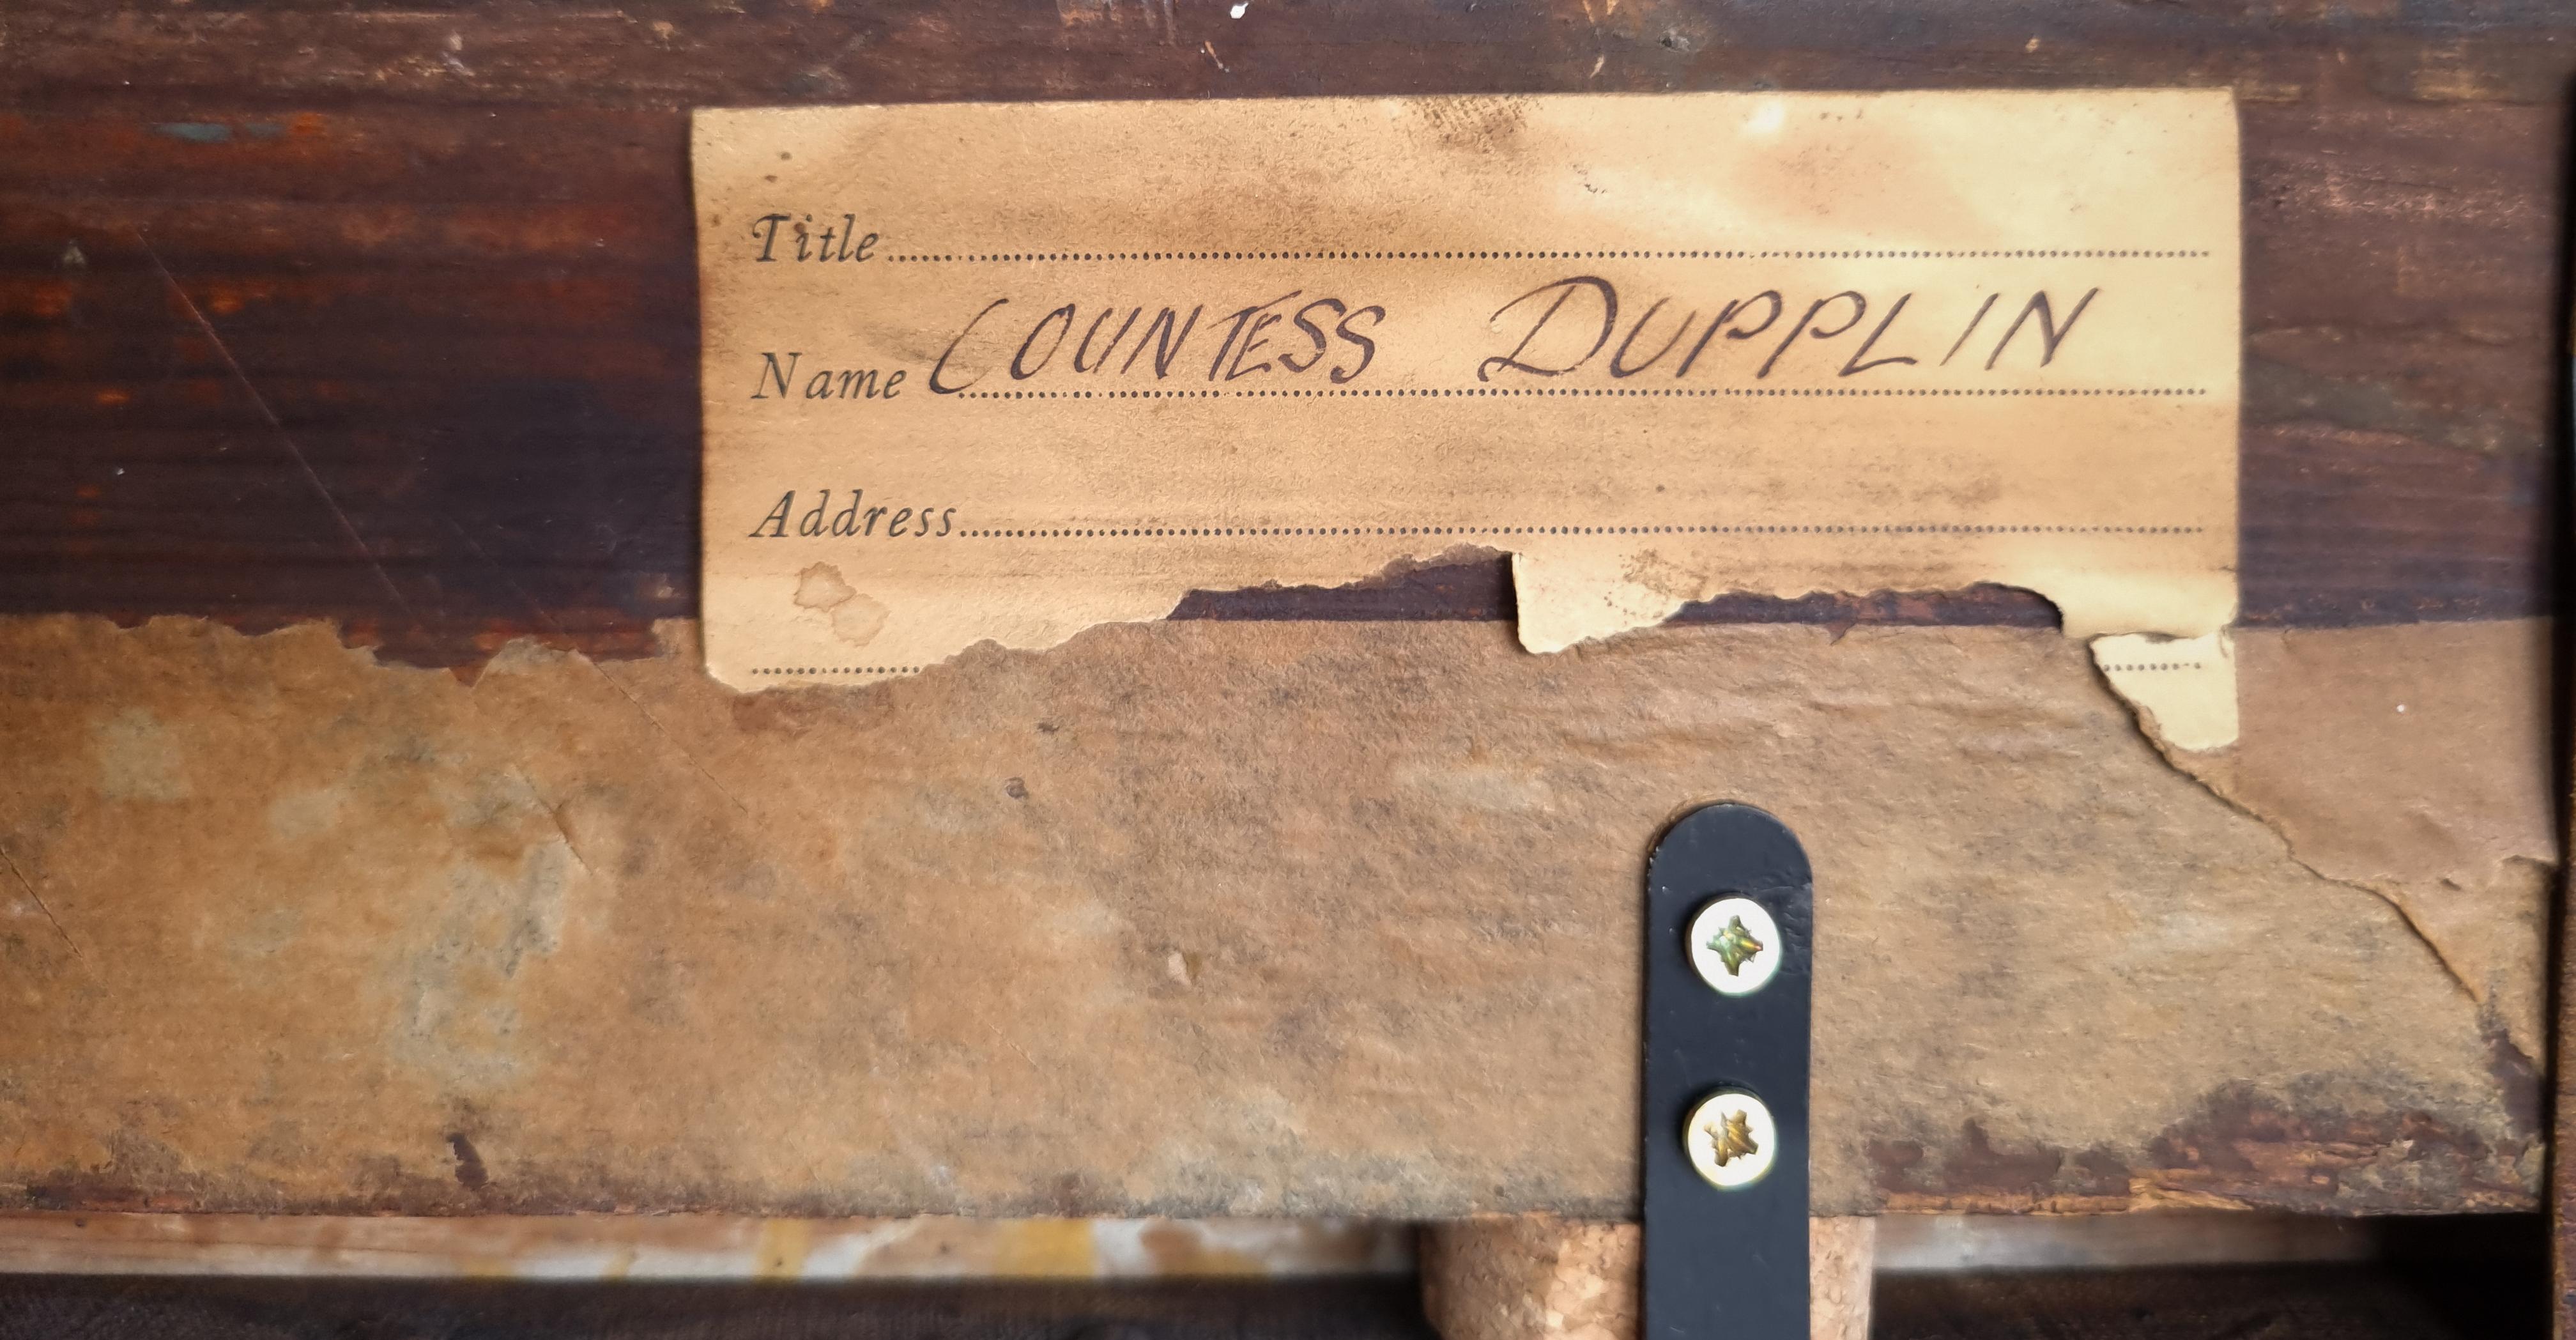 Title
Name COUNTESS DUPPLIN
Address